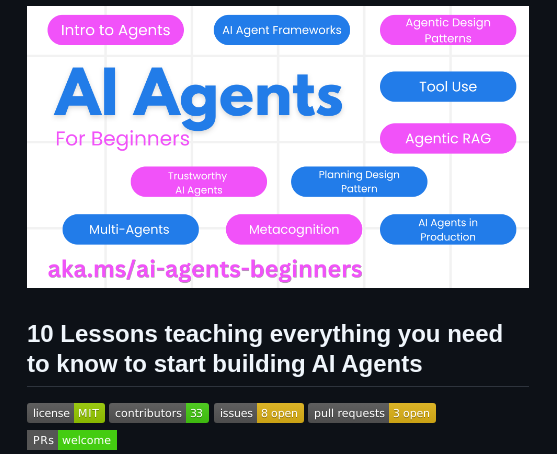 Intro to Agents
AI Agent Frameworks
Agentic Design
Patterns
AI Agents
For Beginners
Tool Use
Agentic RAG
Trustworthy
AI Agents
Planning Design
Pattern
Multi-Agents
Metacognition
AI Agents in
Production
aka.ms/ai-agents-beginners
10 Lessons teaching everything you need
to know to start building AI Agents
license MIT contributors 33 issues 8 open pull requests 3 open
PRs welcome